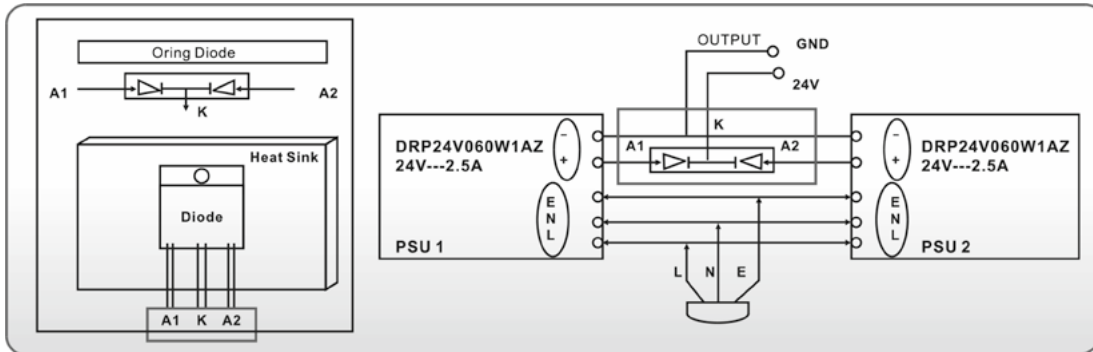 Oring Diode
A1
A2
K
Heat Sink
Diode
A1 K A2
OUTPUT
GND
24V
K
A1
A2
DRP24V060W1AZ
24V---2.5A
−
+
E
N
L
PSU 1
DRP24V060W1AZ
24V---2.5A
−
+
E
N
L
PSU 2
L N E